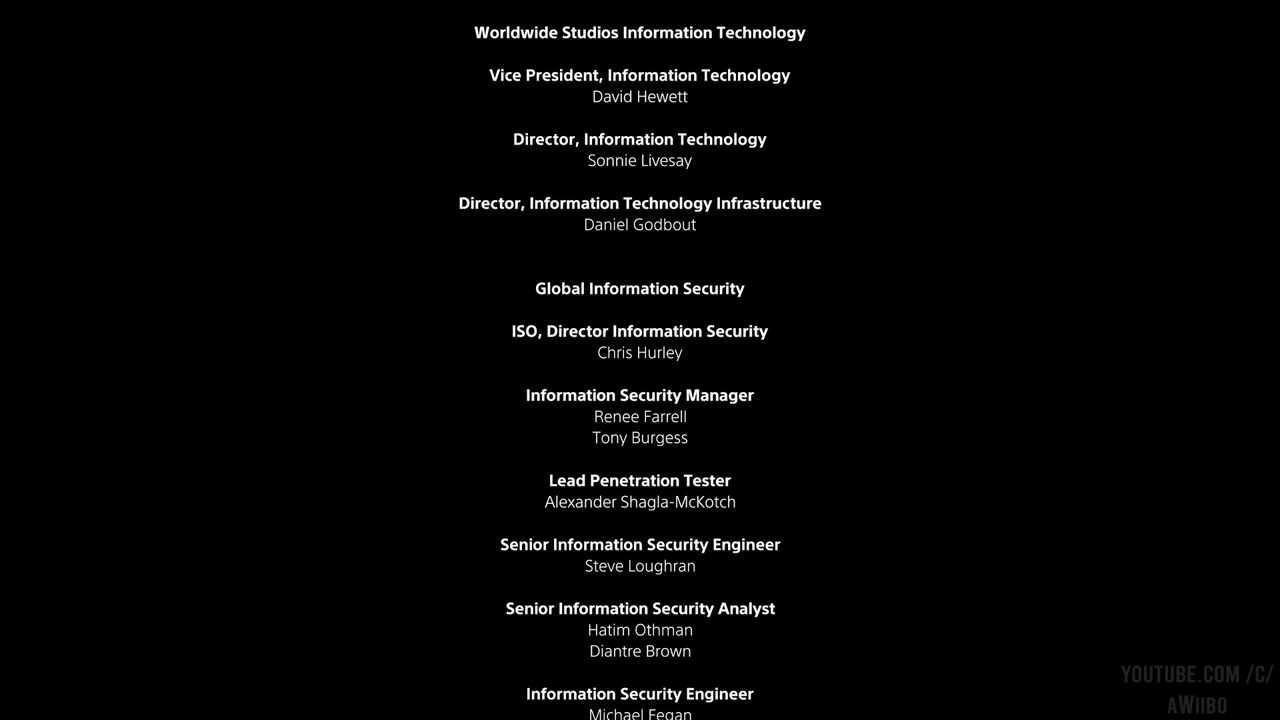 Worldwide Studios Information Technology
Vice President, Information Technology
David Hewett
Director, Information Technology
Sonnie Livesay
Director, Information Technology Infrastructure
Daniel Godbout
Global Information Security
ISO, Director Information Security
Chris Hurley
Information Security Manager
Renee Farrell
Tony Burgess
Lead Penetration Tester
Alexander Shagla-McKotch
Senior Information Security Engineer
Steve Loughran
Senior Information Security Analyst
Hatim Othman
Diantre Brown
Information Security Engineer
Michael Fegan
YOUTUBE.COM /C/
AWIIBO